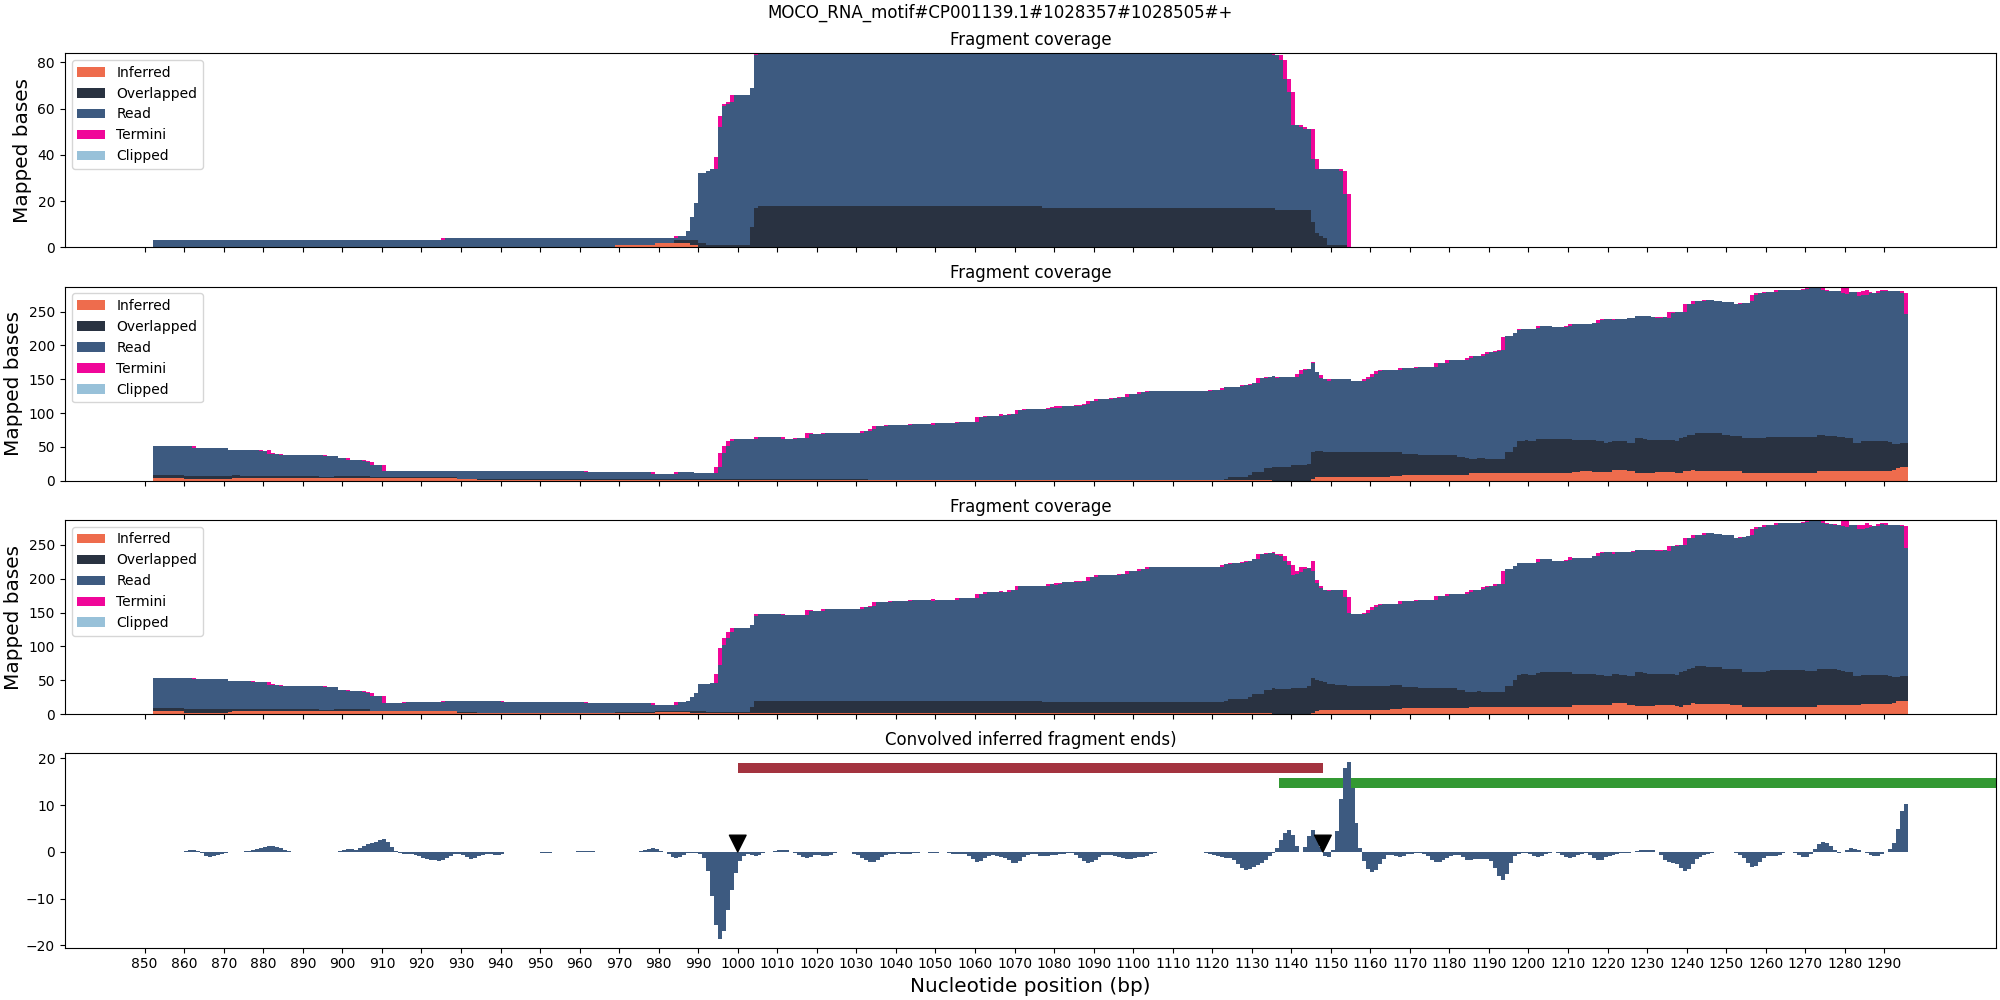 MOCO_RNA_motif#CP001139.1#1028357#1028505#+
Fragment coverage
80
60
40
20
0
Mapped bases
Inferred
Overlapped
Read
Termini
Clipped
Fragment coverage
250
200
150
100
50
0
Mapped bases
Inferred
Overlapped
Read
Termini
Clipped
Fragment coverage
250
200
150
100
50
0
Mapped bases
Inferred
Overlapped
Read
Termini
Clipped
Convolved inferred fragment ends)
20
10
0
−10
−20
850 860 870 880 890 900 910 920 930 940 950 960 970 980 990 1000 1010 1020 1030 1040 1050 1060 1070 1080 1090 1100 1110 1120 1130 1140 1150 1160 1170 1180 1190 1200 1210 1220 1230 1240 1250 1260 1270 1280 1290
Nucleotide position (bp)